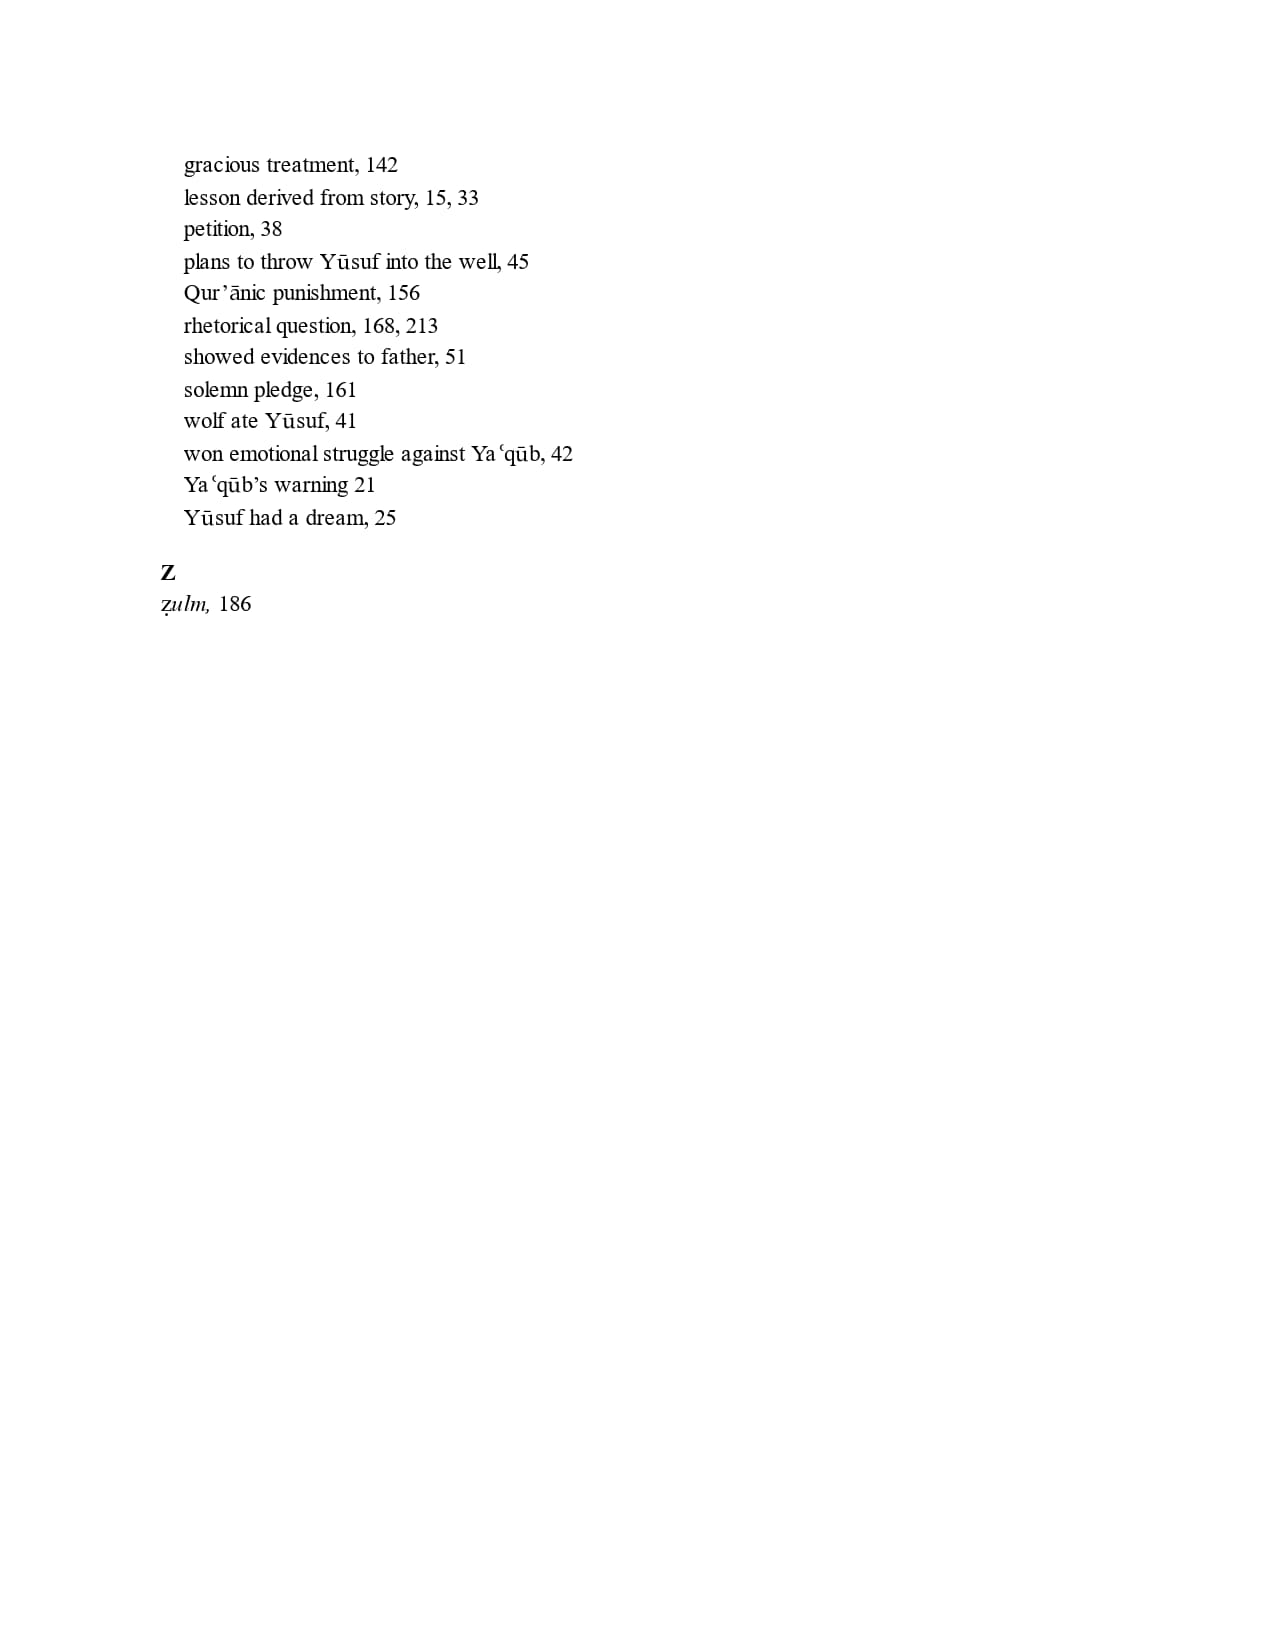 gracious treatment, 142
lesson derived from story, 15, 33
petition, 38
plans to throw Yūsuf into the well, 45
Qur’ānic punishment, 156
rhetorical question, 168, 213
showed evidences to father, 51
solemn pledge, 161
wolf ate Yūsuf, 41
won emotional struggle against Yaʿqūb, 42
Yaʿqūb’s warning 21
Yūsuf had a dream, 25
Z
ẓulm, 186